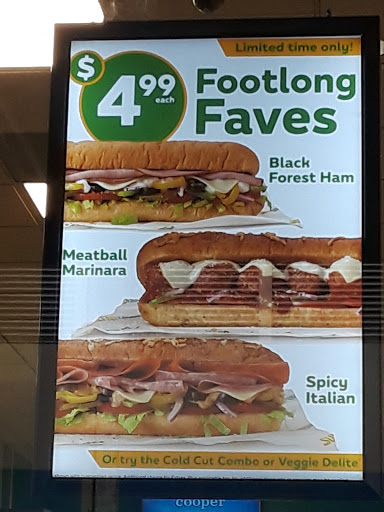 Limited time only!
$4.99 each
Footlong
Faves
Black
Forest Ham
Meatball
Marinara
Spicy
Italian
Or try the Cold Cut Combo or Veggie Delite
cooper